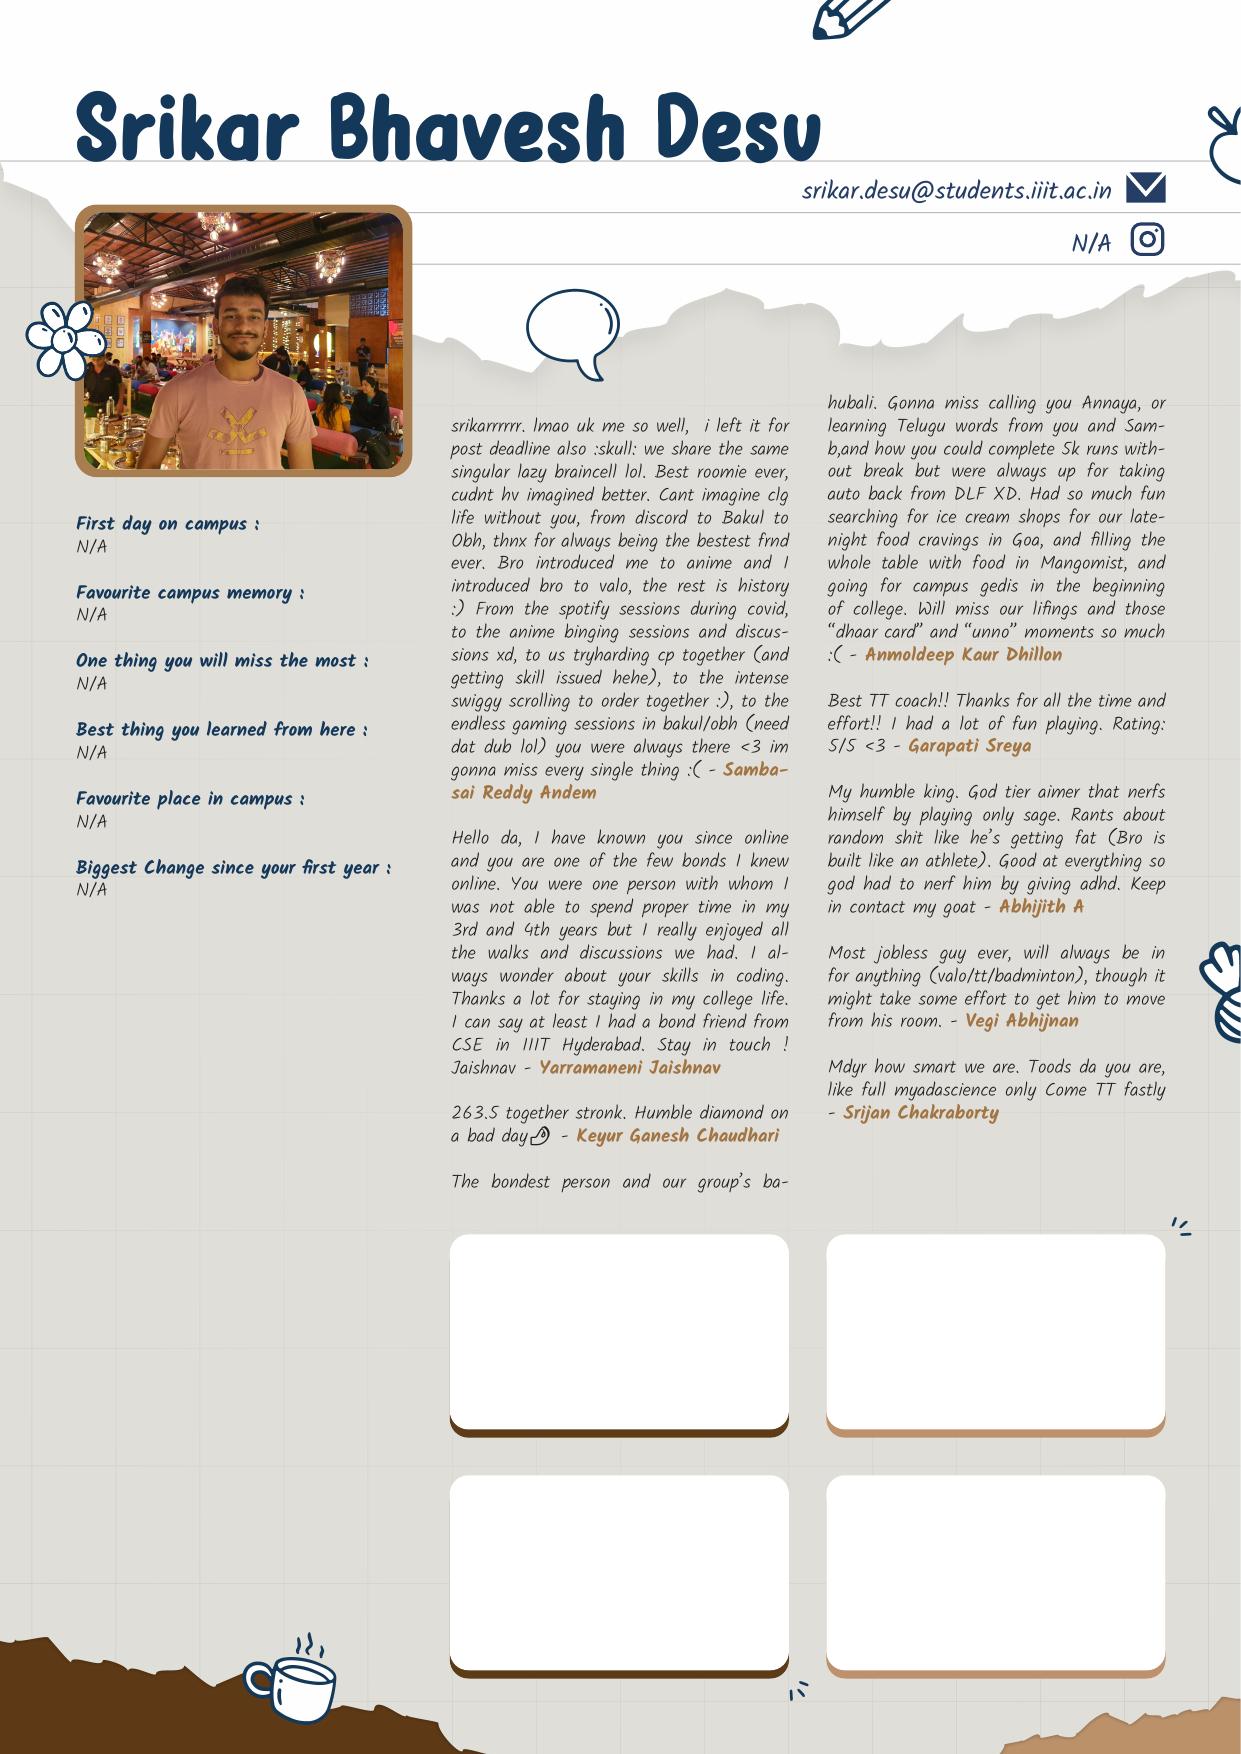 Srikar Bhavesh Desu
srikar.desu@students.iiit.ac.in
N/A
First day on campus :
N/A
Favourite campus memory :
N/A
One thing you will miss the most :
N/A
Best thing you learned from here :
N/A
Favourite place in campus :
N/A
Biggest Change since your first year :
N/A
srikarrrrrr. lmao uk me so well, i left it for
post deadline also :skull: we share the same
singular lazy braincell lol. Best roomie ever,
cudnt hv imagined better. Cant imagine clg
life without you, from discord to Bakul to
Obh, thnx for always being the bestest frnd
ever. Bro introduced me to anime and I
introduced bro to valo, the rest is history
:) From the spotify sessions during covid,
to the anime binging sessions and discus-
sions xd, to us tryharding cp together (and
getting skill issued hehe), to the intense
swiggy scrolling to order together :), to the
endless gaming sessions in bakul/obh (need
dat dub lol) you were always there <3 im
gonna miss every single thing :( - Samba-
sai Reddy Andem
Hello da, I have known you since online
and you are one of the few bonds I knew
online. You were one person with whom I
was not able to spend proper time in my
3rd and 4th years but I really enjoyed all
the walks and discussions we had. I al-
ways wonder about your skills in coding.
Thanks a lot for staying in my college life.
I can say at least I had a bond friend from
CSE in IIIT Hyderabad. Stay in touch !
Jaishnav - Yarramaneni Jaishnav
263.5 together stronk. Humble diamond on
a bad day - Keyur Ganesh Chaudhari
The bondest person and our group's ba-
hubali. Gonna miss calling you Annaya, or
learning Telugu words from you and Sam-
b,and how you could complete 5k runs with-
out break but were always up for taking
auto back from DLF XD. Had so much fun
searching for ice cream shops for our late-
night food cravings in Goa, and filling the
whole table with food in Mangomist, and
going for campus gedis in the beginning
of college. Will miss our lifings and those
“dhaar card” and “unno” moments so much
:( - Anmoldeep Kaur Dhillon
Best TT coach!! Thanks for all the time and
effort!! I had a lot of fun playing. Rating:
5/5 <3 - Garapati Sreya
My humble king. God tier aimer that nerfs
himself by playing only sage. Rants about
random shit like he's getting fat (Bro is
built like an athlete). Good at everything so
god had to nerf him by giving adhd. Keep
in contact my goat - Abhijith A
Most jobless guy ever, will always be in
for anything (valo/tt/badminton), though it
might take some effort to get him to move
from his room. - Vegi Abhijnan
Mdyr how smart we are. Toods da you are,
like full myadascience only Come TT fastly
- Srijan Chakraborty